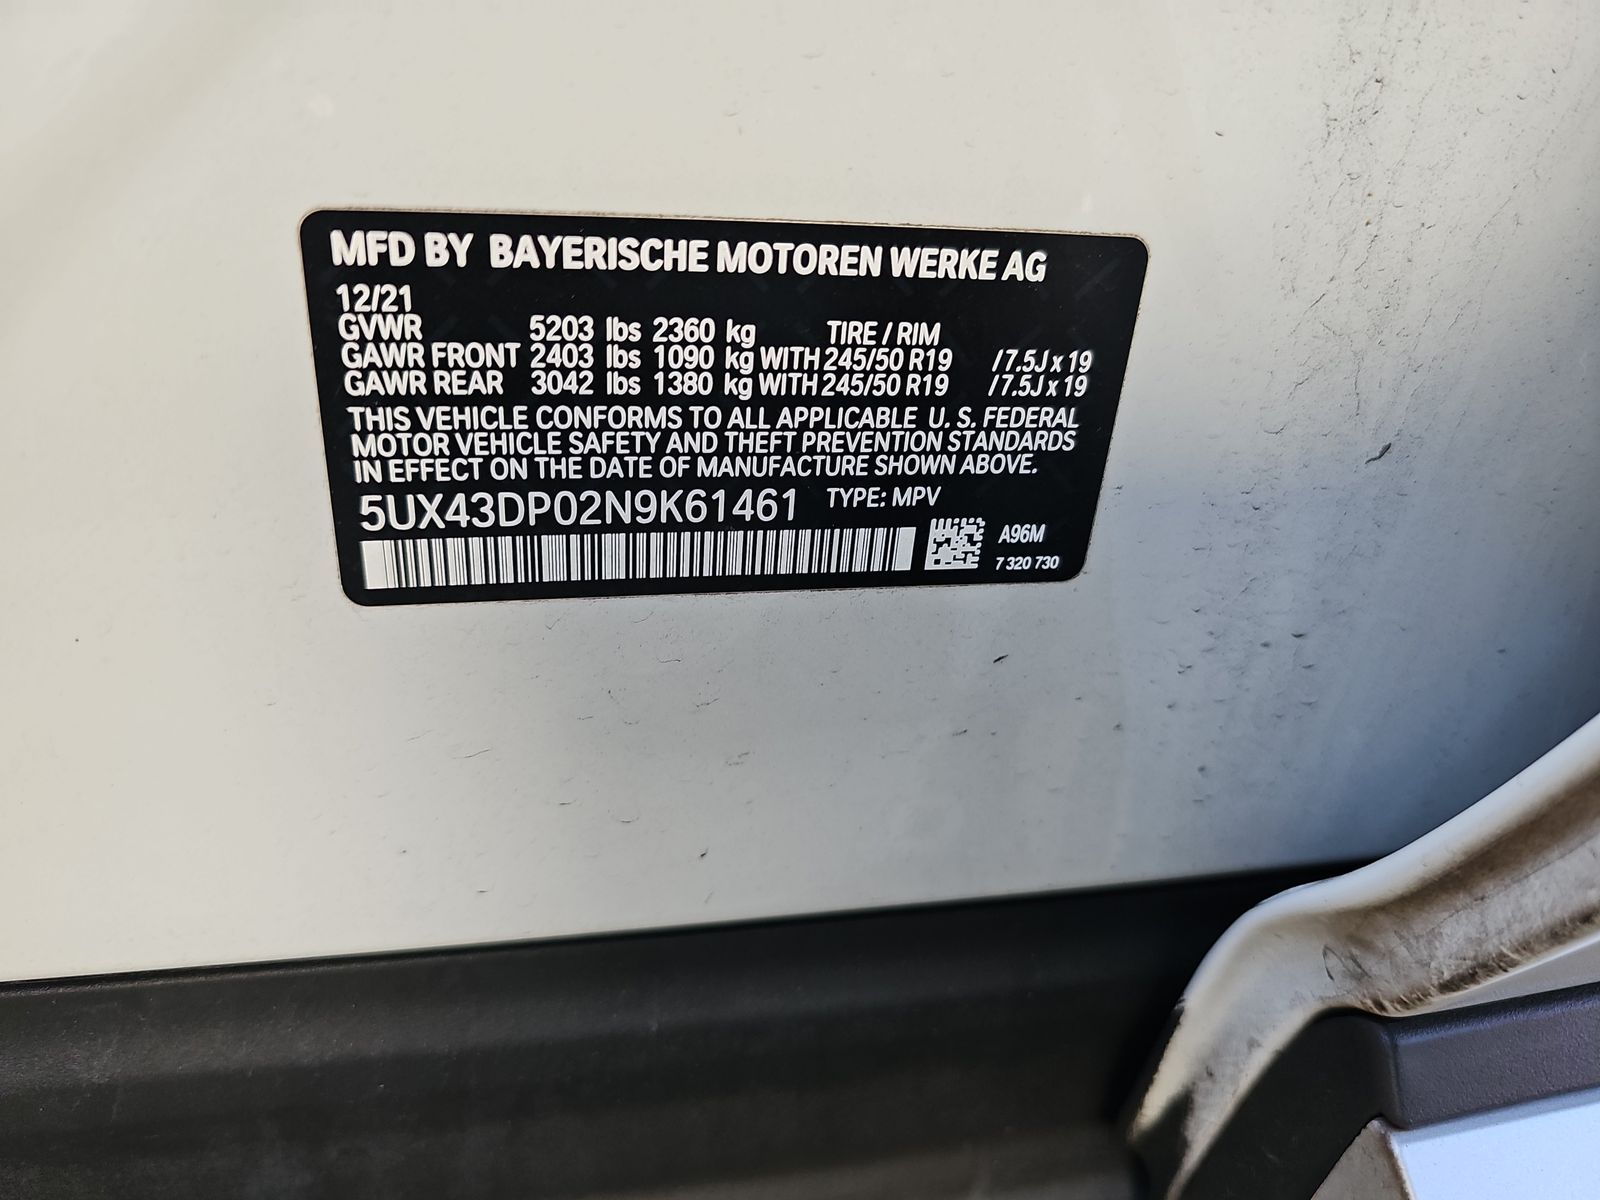 MFD BY BAYERISCHE MOTOREN WERKE AG
12/21
GVWR 5203 lbs 2360 kg TIRE / RIM
GAWR FRONT 2403 lbs 1090 kg WITH 245/50 R19 / 7.5J x 19
GAWR REAR 3042 lbs 1380 kg WITH 245/50 R19 / 7.5J x 19
THIS VEHICLE CONFORMS TO ALL APPLICABLE U. S. FEDERAL
MOTOR VEHICLE SAFETY AND THEFT PREVENTION STANDARDS
IN EFFECT ON THE DATE OF MANUFACTURE SHOWN ABOVE.
5UX43DP02N9K61461 TYPE: MPV
A96M
7 320 730